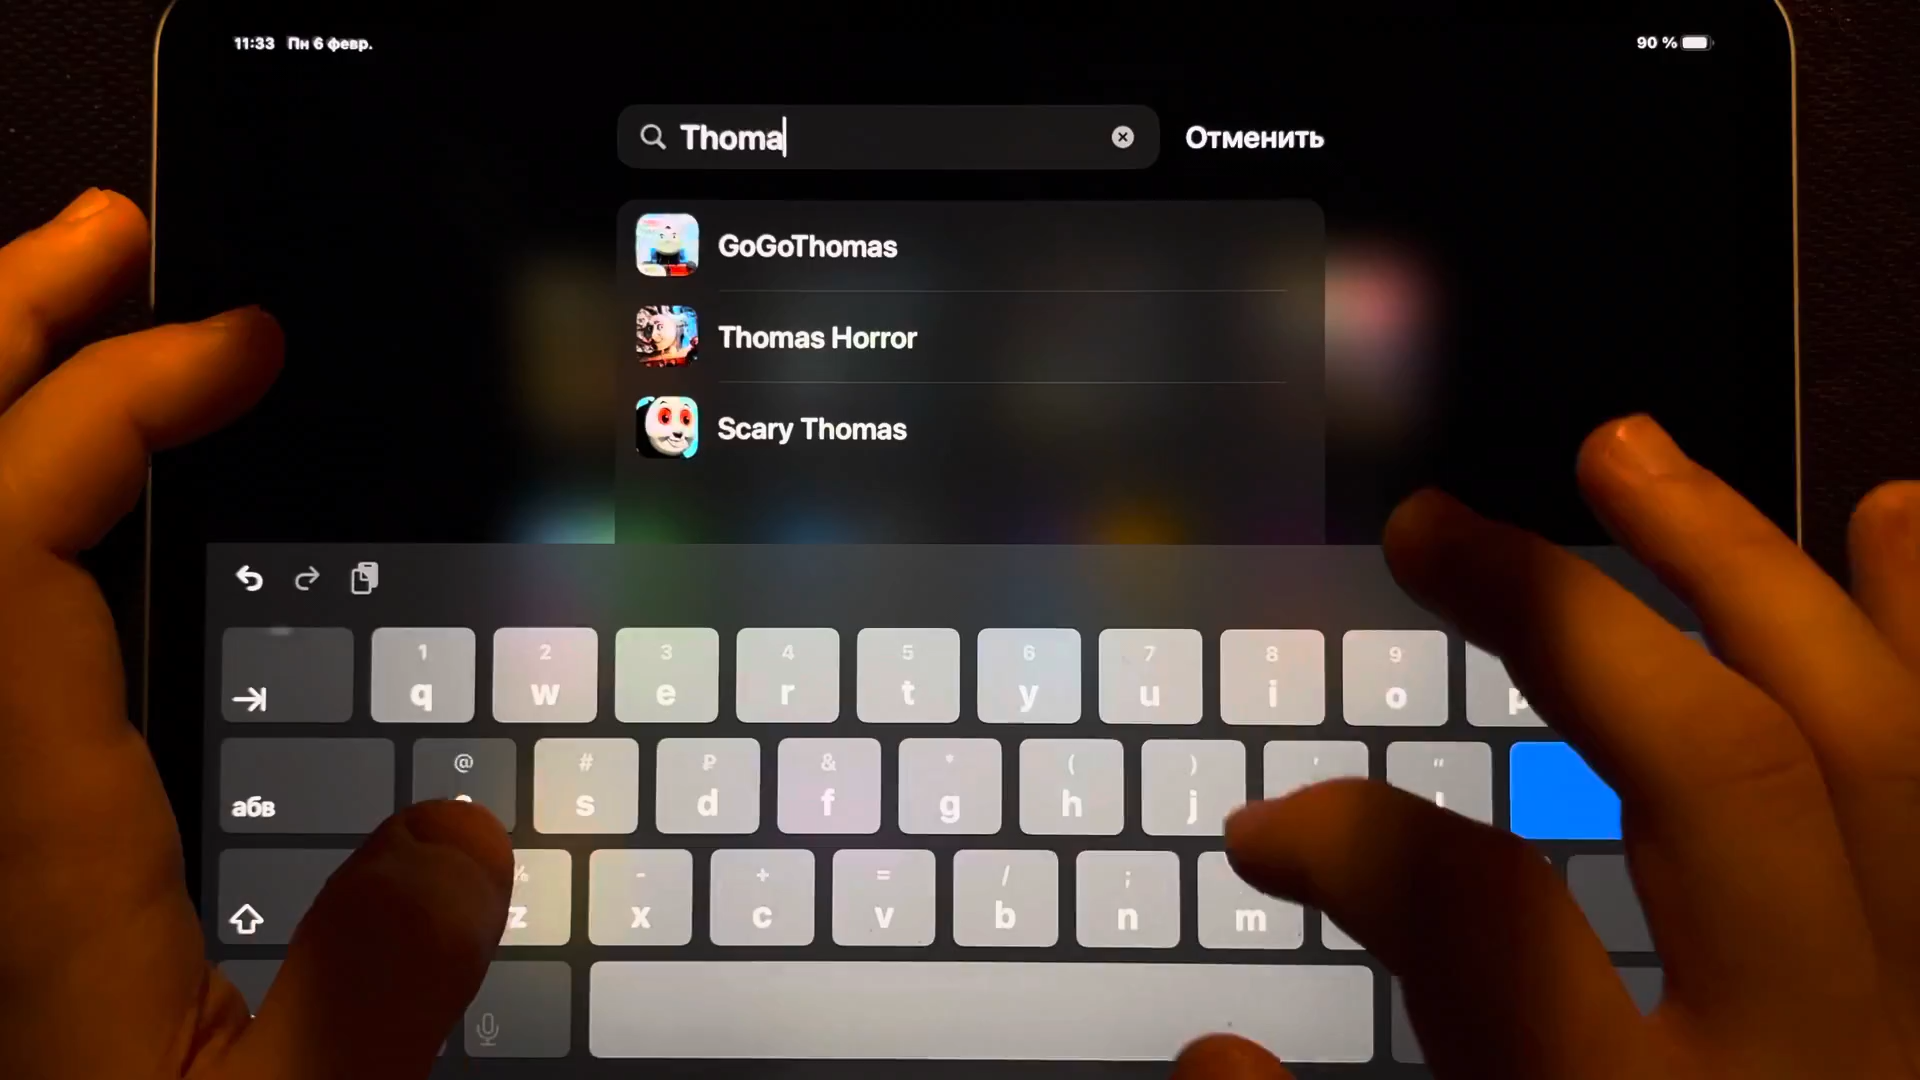 11:33 Пн 6 февр.
90 %
Thoma
Отменить
GoGoThomas
Thomas Horror
Scary Thomas
1 2 3 4 5 6 7 8 9
q w e r t y u i o p
@ # ₽ & * ( ) ' "
абв s d f g h j
% - + = / ;
z x c v b n m